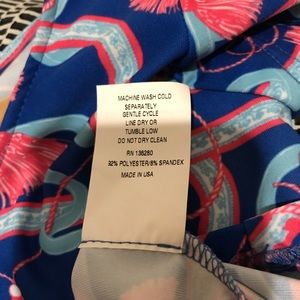 MACHINE WASH COLD
SEPARATELY
GENTLE CYCLE
LINE DRY OR
TUMBLE LOW
DO NOT DRY CLEAN
RN 136280
92% POLYESTER/8% SPANDEX
MADE IN USA